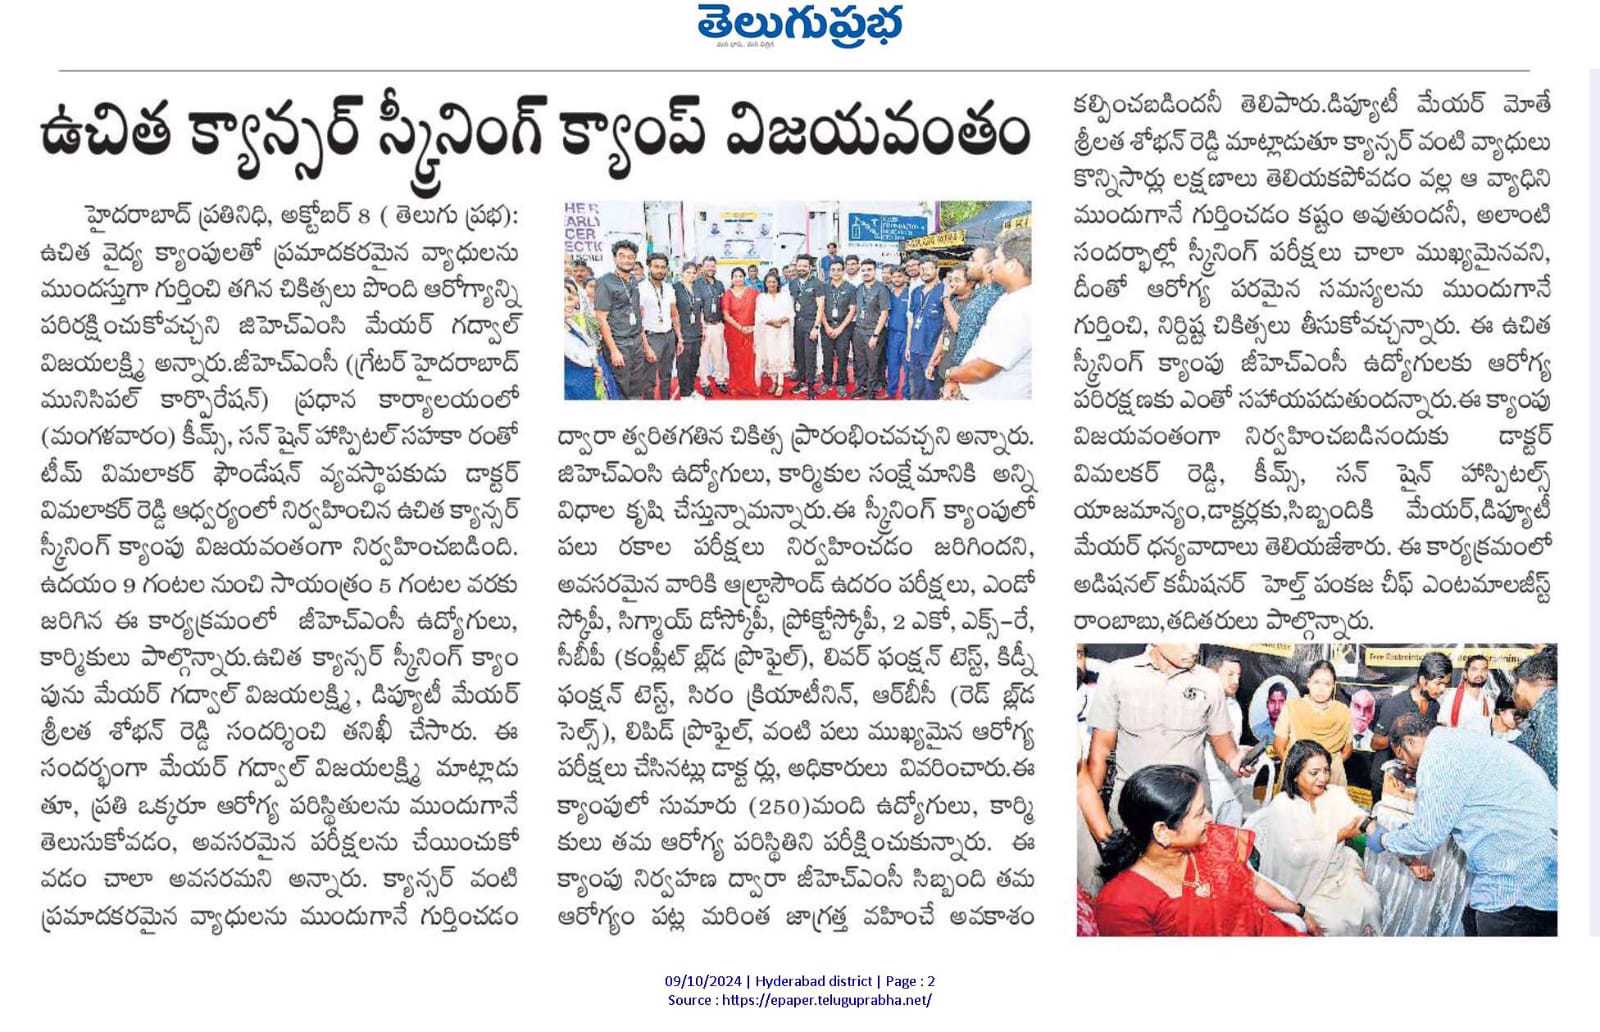 తెలుగుప్రభ
ఉచిత క్యాన్సర్ స్క్రీనింగ్ క్యాంప్ విజయవంతం
హైదరాబాద్ ప్రతినిధి, అక్టోబర్ 8 ( తెలుగు ప్రభ):
ఉచిత వైద్య క్యాంపులతో ప్రమాదకరమైన వ్యాధులను
ముందస్తుగా గుర్తించి తగిన చికిత్సలు పొంది ఆరోగ్యాన్ని
పరిరక్షించుకోవచ్చని జిహెచ్ఎంసి మేయర్ గద్వాల్
విజయలక్ష్మి అన్నారు.జీహెచ్ఎంసీ (గ్రేటర్ హైదరాబాద్
మునిసిపల్ కార్పొరేషన్) ప్రధాన కార్యాలయంలో
(మంగళవారం) కీమ్స్, సన్ షైన్ హాస్పిటల్ సహకా రంతో
టీమ్ విమలాకర్ ఫౌండేషన్ వ్యవస్థాపకుడు డాక్టర్
విమలాకర్ రెడ్డి ఆధ్వర్యంలో నిర్వహించిన ఉచిత క్యాన్సర్
స్క్రీనింగ్ క్యాంపు విజయవంతంగా నిర్వహించబడింది.
ఉదయం 9 గంటల నుంచి సాయంత్రం 5 గంటల వరకు
జరిగిన ఈ కార్యక్రమంలో జీహెచ్ఎంసీ ఉద్యోగులు,
కార్మికులు పాల్గొన్నారు.ఉచిత క్యాన్సర్ స్క్రీనింగ్ క్యాం
పును మేయర్ గద్వాల్ విజయలక్ష్మి, డిప్యూటీ మేయర్
శ్రీలత శోభన్ రెడ్డి సందర్శించి తనిఖీ చేసారు. ఈ
సందర్భంగా మేయర్ గద్వాల్ విజయలక్ష్మి మాట్లాడు
తూ, ప్రతి ఒక్కరూ ఆరోగ్య పరిస్థితులను ముందుగానే
తెలుసుకోవడం, అవసరమైన పరీక్షలను చేయించుకో
వడం చాలా అవసరమని అన్నారు. క్యాన్సర్ వంటి
ప్రమాదకరమైన వ్యాధులను ముందుగానే గుర్తించడం
ద్వారా త్వరితగతిన చికిత్స ప్రారంభించవచ్చని అన్నారు.
జిహెచ్ఎంసి ఉద్యోగులు, కార్మికుల సంక్షేమానికి అన్ని
విధాల కృషి చేస్తున్నామన్నారు.ఈ స్క్రీనింగ్ క్యాంపులో
పలు రకాల పరీక్షలు నిర్వహించడం జరిగిందని,
అవసరమైన వారికి ఆల్ట్రాసౌండ్ ఉదరం పరీక్షలు, ఎండో
స్కోపీ, సిగ్మాయ్ డోస్కోపీ, ప్రోక్టోస్కోపీ, 2 ఎకో, ఎక్స్-రే,
సీబీపీ (కంప్లీట్ బ్లడ్ ప్రొఫైల్), లివర్ ఫంక్షన్ టెస్ట్, కిడ్నీ
ఫంక్షన్ టెస్ట్, సిరం క్రియాటీనిన్, ఆర్‌బీసీ (రెడ్ బ్లడ్
సెల్స్), లిపిడ్ ప్రొఫైల్, వంటి పలు ముఖ్యమైన ఆరోగ్య
పరీక్షలు చేసినట్లు డాక్ట ర్లు, అధికారులు వివరించారు.ఈ
క్యాంపులో సుమారు (250)మంది ఉద్యోగులు, కార్మి
కులు తమ ఆరోగ్య పరిస్థితిని పరీక్షించుకున్నారు. ఈ
క్యాంపు నిర్వహణ ద్వారా జీహెచ్ఎంసీ సిబ్బంది తమ
ఆరోగ్యం పట్ల మరింత జాగ్రత్త వహించే అవకాశం
కల్పించబడిందనీ తెలిపారు.డిప్యూటీ మేయర్ మోతే
శ్రీలత శోభన్ రెడ్డి మాట్లాడుతూ క్యాన్సర్ వంటి వ్యాధులు
కొన్నిసార్లు లక్షణాలు తెలియకపోవడం వల్ల ఆ వ్యాధిని
ముందుగానే గుర్తించడం కష్టం అవుతుందనీ, అలాంటి
సందర్భాల్లో స్క్రీనింగ్ పరీక్షలు చాలా ముఖ్యమైనవని,
దీంతో ఆరోగ్య పరమైన సమస్యలను ముందుగానే
గుర్తించి, నిర్దిష్ట చికిత్సలు తీసుకోవచ్చన్నారు. ఈ ఉచిత
స్క్రీనింగ్ క్యాంపు జీహెచ్ఎంసీ ఉద్యోగులకు ఆరోగ్య
పరిరక్షణకు ఎంతో సహాయపడుతుందన్నారు.ఈ క్యాంపు
విజయవంతంగా నిర్వహించబడినందుకు డాక్టర్
విమలకర్ రెడ్డి, కీమ్స్, సన్ షైన్ హాస్పిటల్స్
యాజమాన్యం,డాక్టర్లకు,సిబ్బందికి మేయర్,డిప్యూటీ
మేయర్ ధన్యవాదాలు తెలియజేశారు. ఈ కార్యక్రమంలో
అడిషనల్ కమీషనర్ హెల్త్ పంకజ చీఫ్ ఎంటమాలజీస్ట్
రాంబాబు,తదితరులు పాల్గొన్నారు.
09/10/2024 | Hyderabad district | Page : 2
Source : https://epaper.teluguprabha.net/